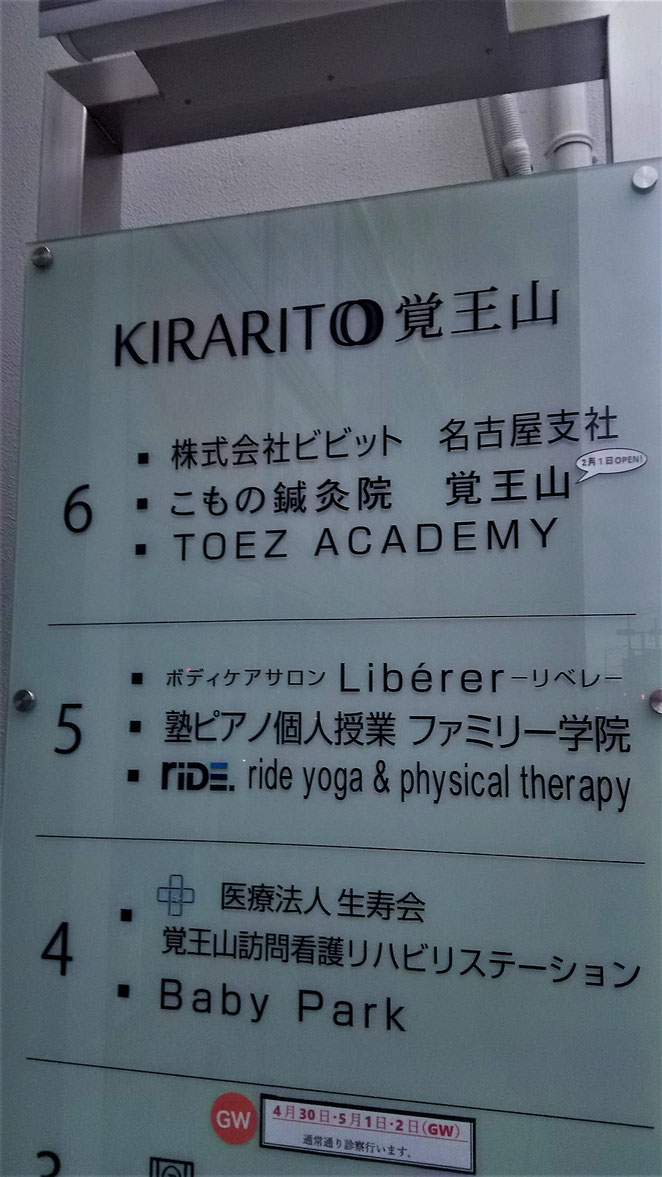 KIRARITO 覚王山
6
■ 株式会社ビビット 名古屋支社
■ こもの鍼灸院 覚王山
2月1日OPEN!
■ TOEZ ACADEMY
5
■ ボディケアサロン Libérer－リベレ－
■ 塾ピアノ個人授業 ファミリー学院
■ riDE. ride yoga & physical therapy
4
■ 医療法人 生寿会
覚王山訪問看護リハビリステーション
■ Baby Park
GW
4月30日・5月1日・2日(GW)
通常通り診察行います。
3